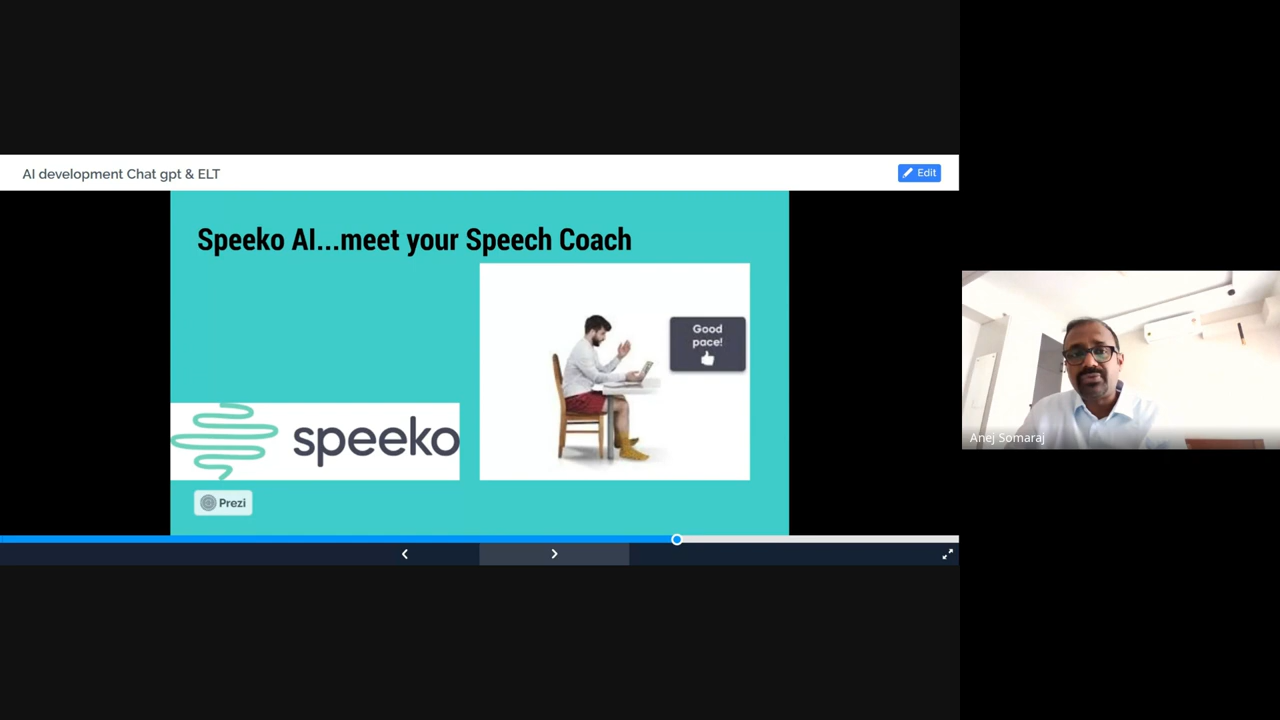 AI development Chat gpt & ELT
Edit
Speeko AI...meet your Speech Coach
Good
pace!
speeko
Prezi
Anej Somaraj